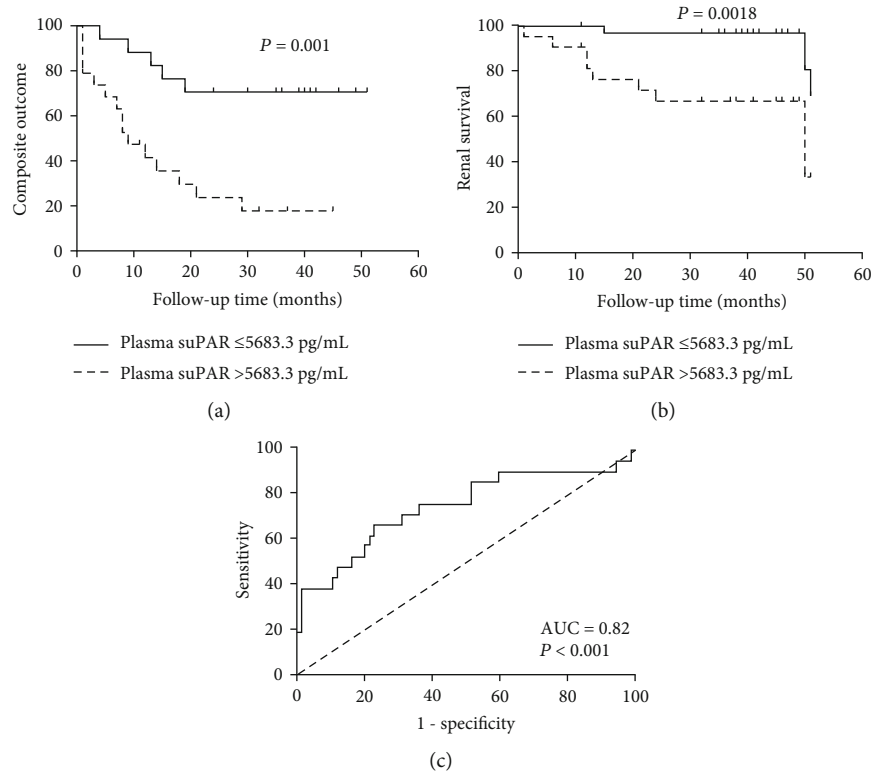 P = 0.001
Composite outcome
100
80
60
40
20
0
0 10 20 30 40 50 60
Follow-up time (months)
Plasma suPAR ≤5683.3 pg/mL
Plasma suPAR >5683.3 pg/mL
(a)
P = 0.0018
Renal survival
100
80
60
40
20
0
0 10 20 30 40 50 60
Follow-up time (months)
Plasma suPAR ≤5683.3 pg/mL
Plasma suPAR >5683.3 pg/mL
(b)
Sensitivity
100
80
60
40
20
0
AUC = 0.82
P < 0.001
0 20 40 60 80 100
1 - specificity
(c)